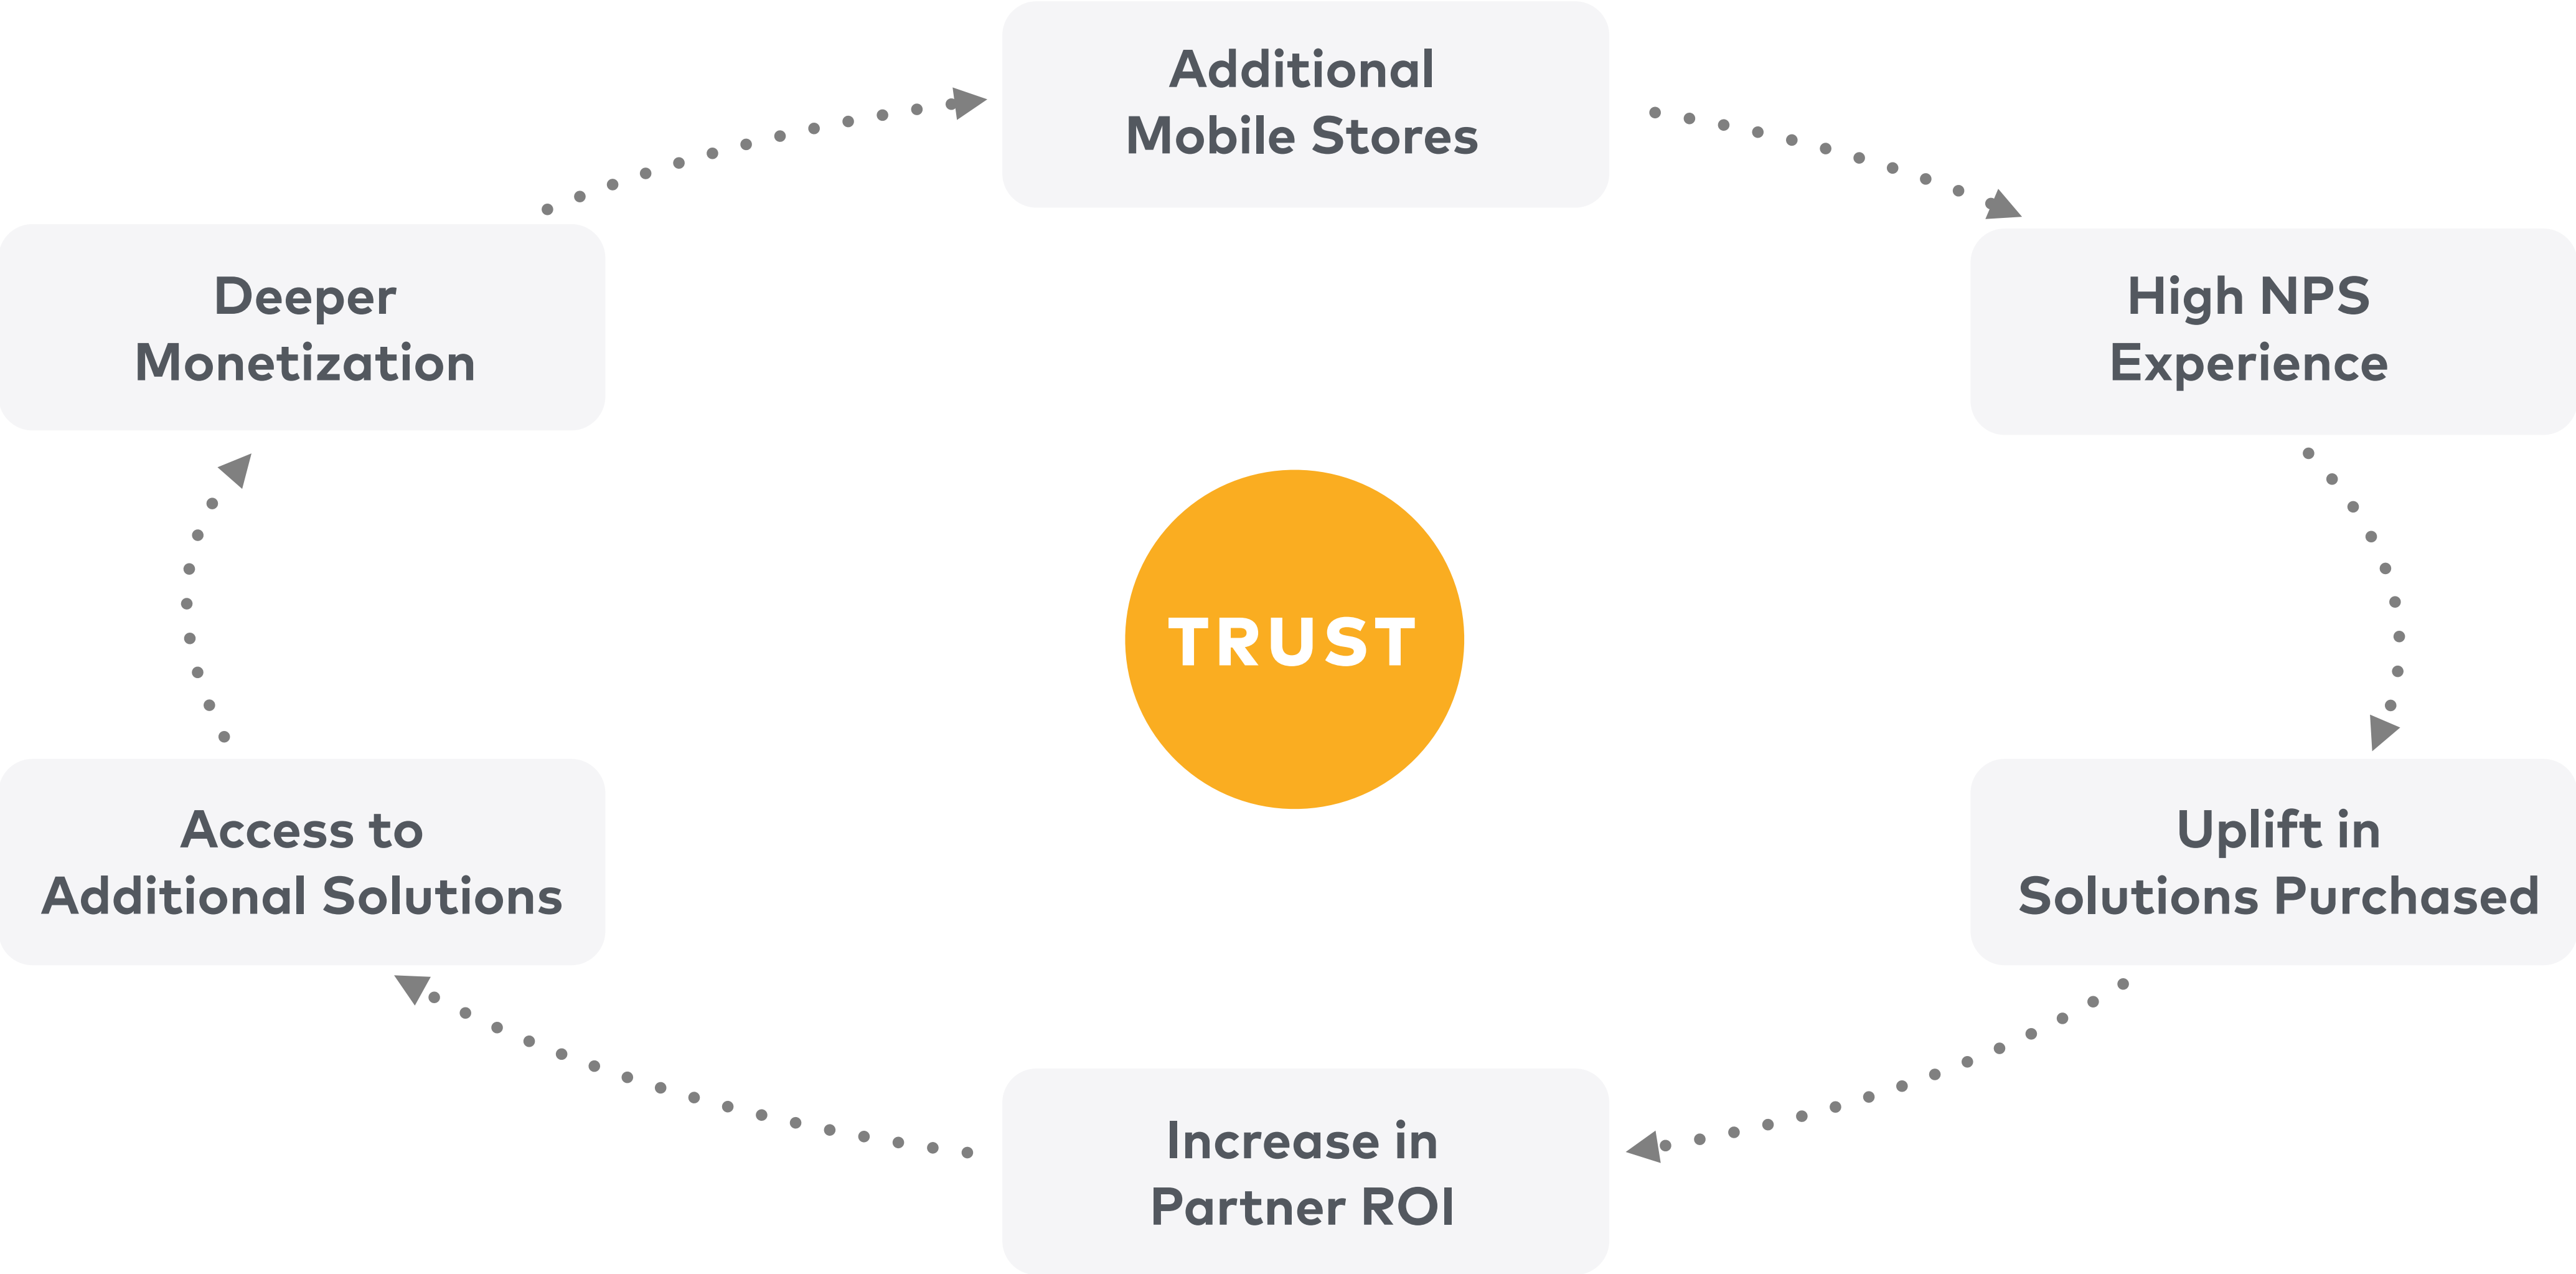 Additional
Mobile Stores
Deeper
Monetization
High NPS
Experience
TRUST
Access to
Additional Solutions
Uplift in
Solutions Purchased
Increase in
Partner ROI